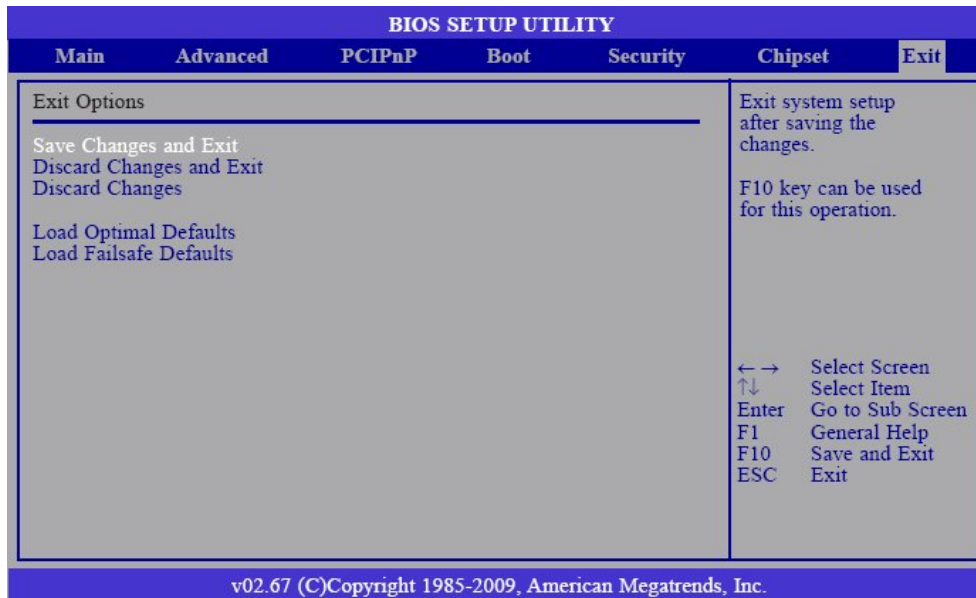 BIOS SETUP UTILITY
Main Advanced PCIPnP Boot Security Chipset Exit
Exit Options
Save Changes and Exit
Discard Changes and Exit
Discard Changes
Load Optimal Defaults
Load Failsafe Defaults
Exit system setup
after saving the
changes.
F10 key can be used
for this operation.
←→ Select Screen
↑↓ Select Item
Enter Go to Sub Screen
F1 General Help
F10 Save and Exit
ESC Exit
v02.67 (C)Copyright 1985-2009, American Megatrends, Inc.